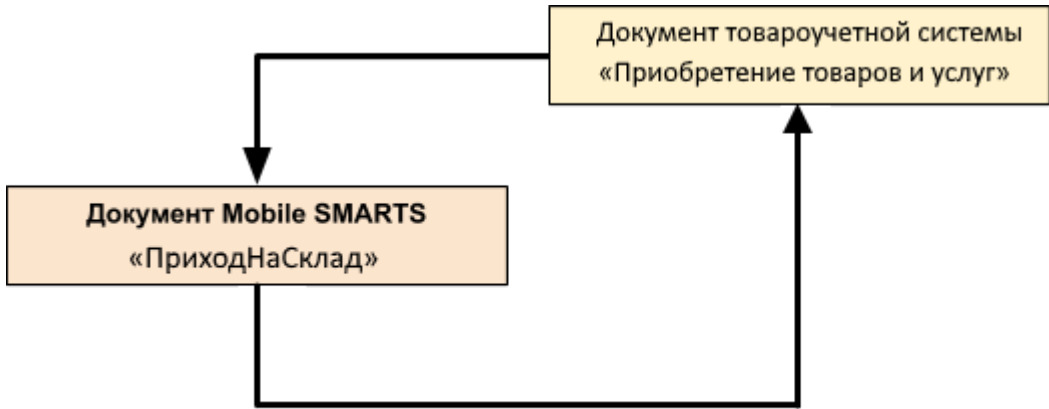 Документ товароучетной системы
«Приобретение товаров и услуг»
Документ Mobile SMARTS
«ПриходНаСклад»